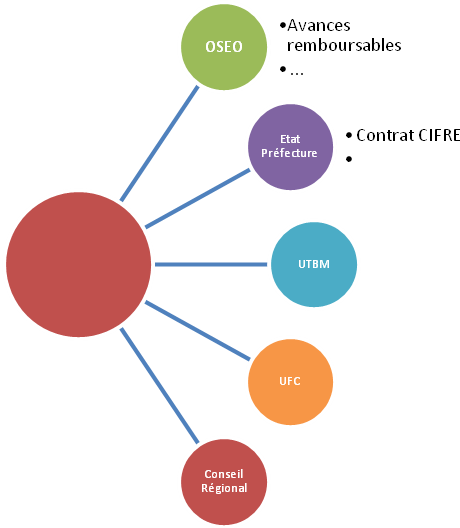 OSEO
•Avances
remboursables
•...
Etat
Préfecture
• Contrat CIFRE
•
UTBM
UFC
Conseil
Régional